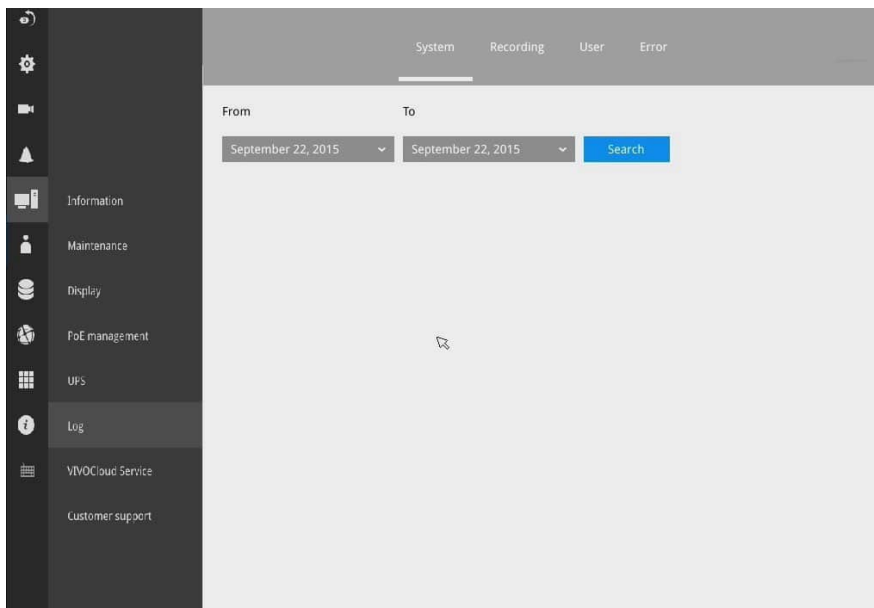 System Recording User Error
From To
September 22, 2015 September 22, 2015 Search
Information
Maintenance
Display
PoE management
UPS
Log
VIVOCloud Service
Customer support